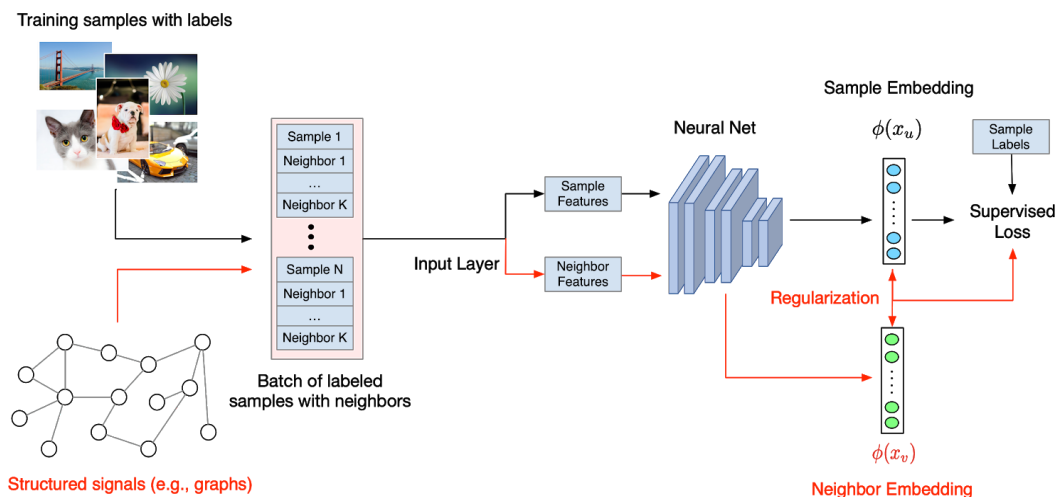 Training samples with labels
Sample 1
Neighbor 1
...
Neighbor K
Sample N
Neighbor 1
...
Neighbor K
Batch of labeled
samples with neighbors
Structured signals (e.g., graphs)
Input Layer
Sample
Features
Neighbor
Features
Neural Net
Sample Embedding
ϕ(x_u)
Sample
Labels
Supervised
Loss
Regularization
ϕ(x_v)
Neighbor Embedding